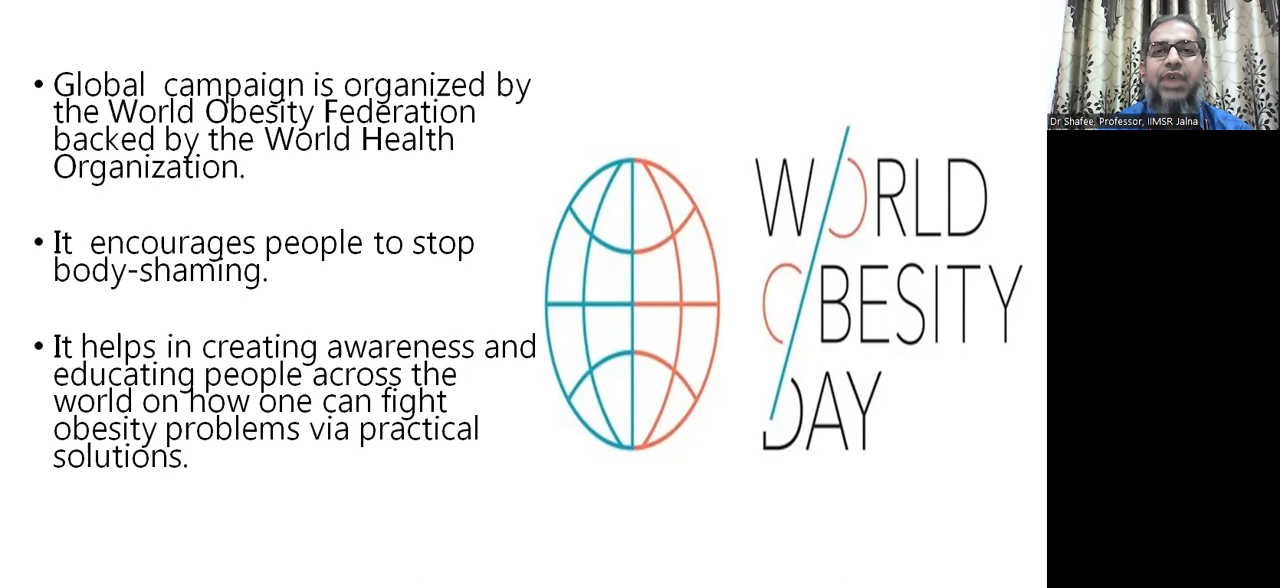 • Global  campaign is organized by
the World Obesity Federation
backed by the World Health
Organization.
• It  encourages people to stop
body-shaming.
• It helps in creating awareness and
educating people across the
world on how one can fight
obesity problems via practical
solutions.
WORLD
OBESITY
DAY
Dr Shafee, Professor, IIMSR Jalna